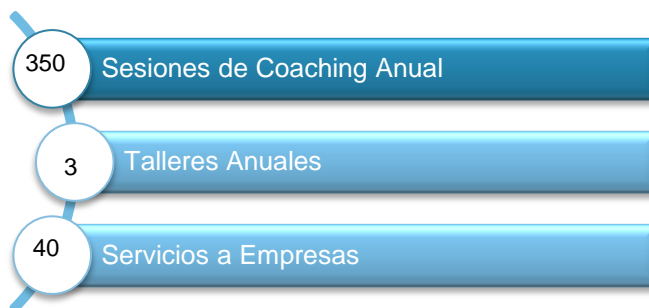 350 Sesiones de Coaching Anual
3 Talleres Anuales
40 Servicios a Empresas